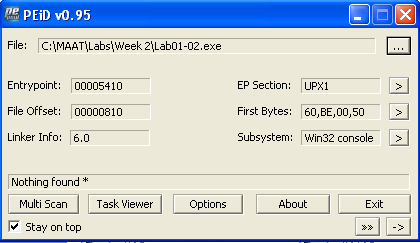 PEiD v0.95
File: C:\MAAT\Labs\Week 2\Lab01-02.exe ...
Entrypoint: 00005410 EP Section: UPX1 >
File Offset: 00000810 First Bytes: 60,BE,00,50 >
Linker Info: 6.0 Subsystem: Win32 console >
Nothing found *
Multi Scan Task Viewer Options About Exit
Stay on top >> ->